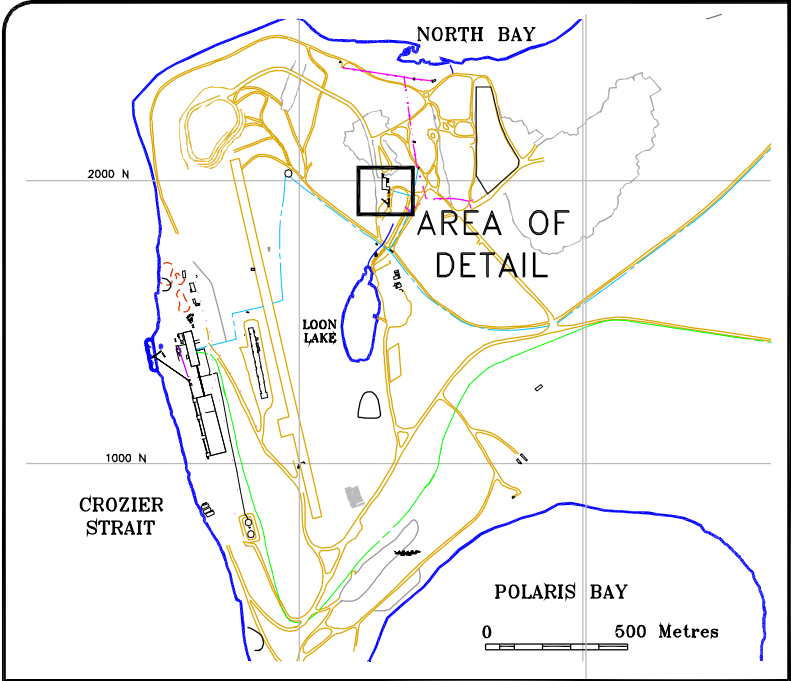 NORTH BAY
2000 N
AREA OF
DETAIL
LOON
LAKE
1000 N
CROZIER
STRAIT
POLARIS BAY
0 500 Metres